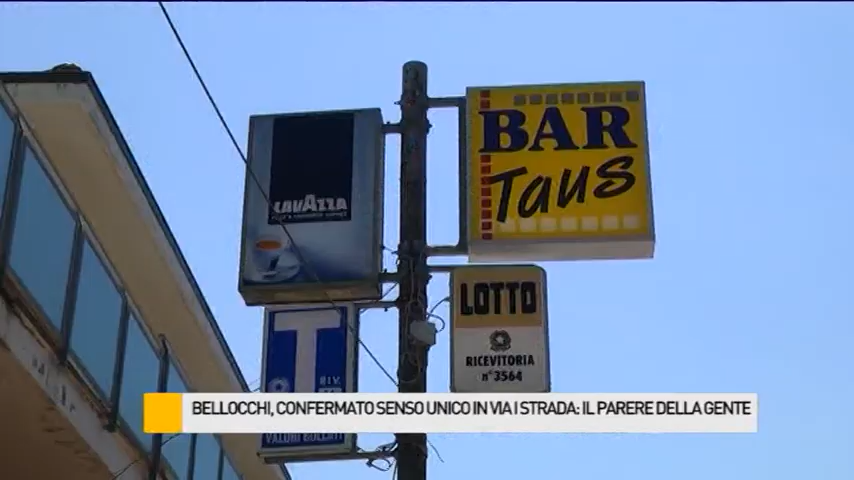 BAR
Taus
LAVAZZA
LOTTO
RICEVITORIA
n° 3564
T
RIV.
BELLOCCHI, CONFERMATO SENSO UNICO IN VIA I STRADA: IL PARERE DELLA GENTE
VALORI BOLLATI